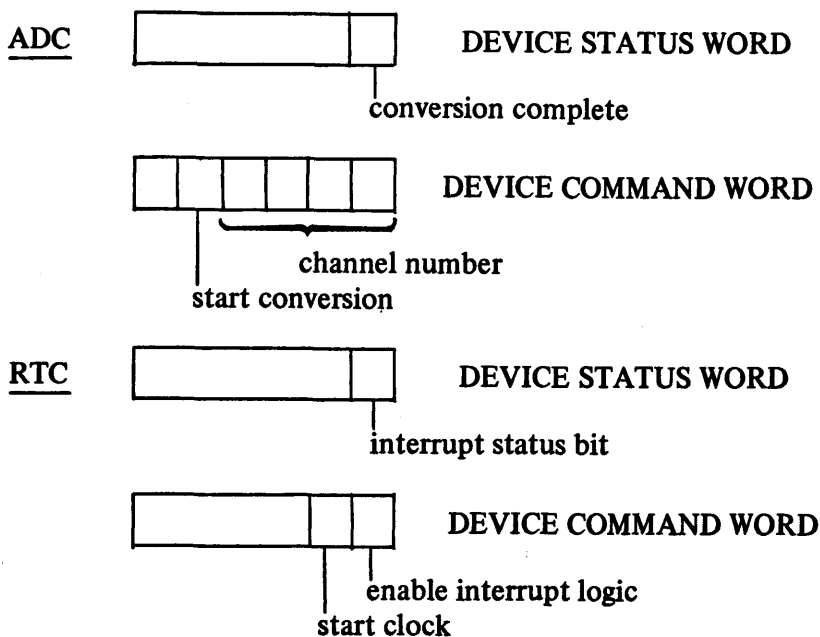 ADC
DEVICE STATUS WORD
conversion complete
DEVICE COMMAND WORD
channel number
start conversion
RTC
DEVICE STATUS WORD
interrupt status bit
DEVICE COMMAND WORD
enable interrupt logic
start clock